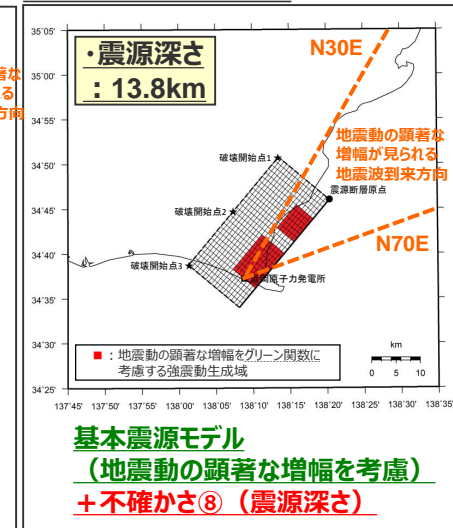 著な
える
方向
・震源深さ
：13.8km
N30E
地震動の顕著な
増幅が見られる
地震波到来方向
N70E
破壊開始点1
破壊開始点2
破壊開始点3
震源断層原点
浜岡原子力発電所
35˚05'
35˚00'
34˚55'
34˚50'
34˚45'
34˚40'
34˚35'
34˚30'
34˚25'
■：地震動の顕著な増幅をグリーン関数に
考慮する強震動生成域
km
0 5 10
137˚45' 137˚50' 137˚55' 138˚00' 138˚05' 138˚10' 138˚15' 138˚20' 138˚25' 138˚30' 138˚35'
基本震源モデル
（地震動の顕著な増幅を考慮）
＋不確かさ⑧（震源深さ）